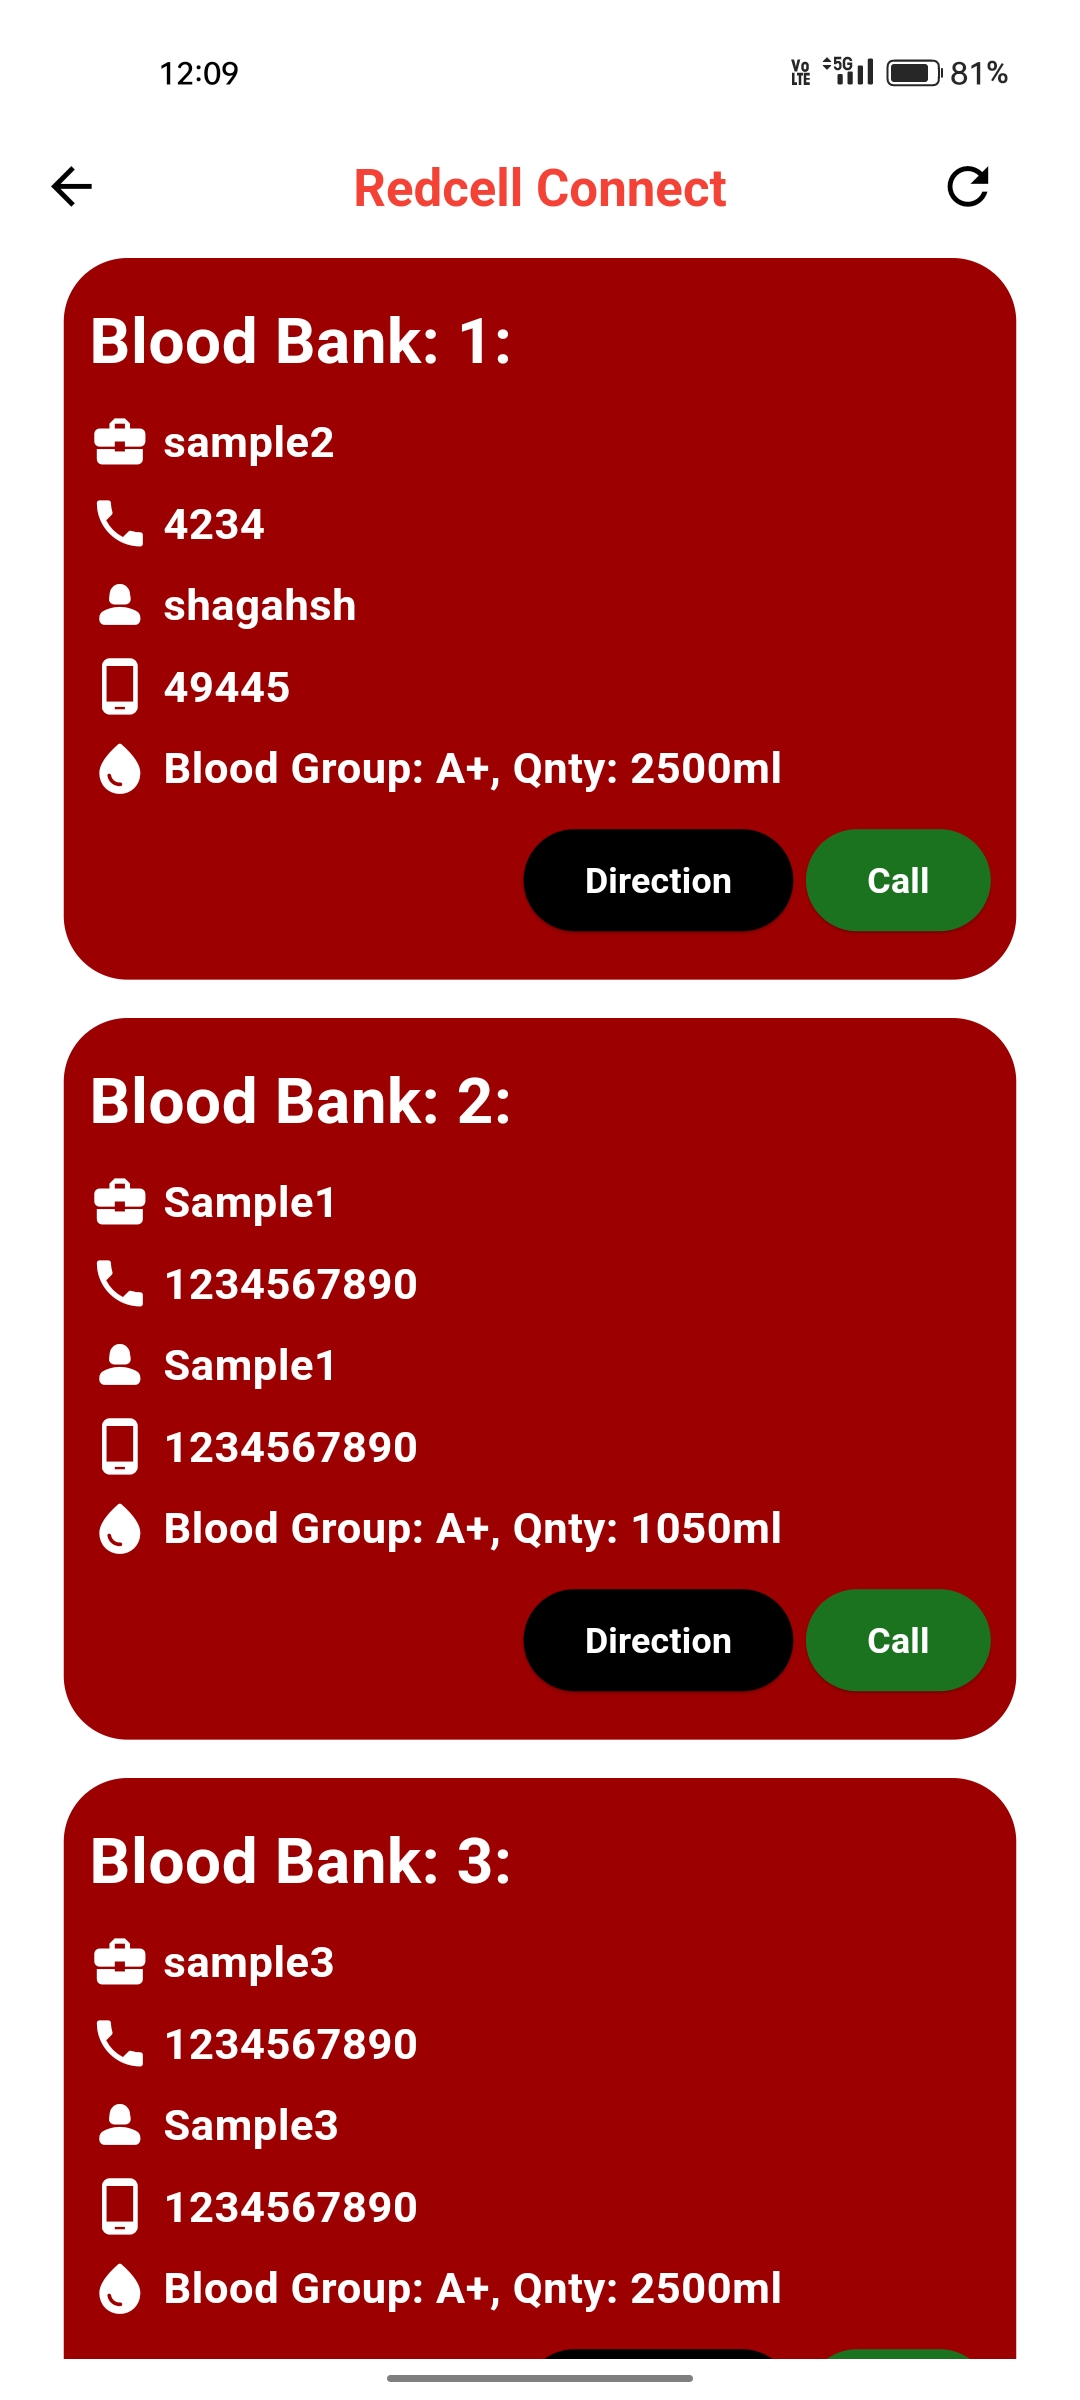 12:09 Vo LTE 5G 81%
Redcell Connect
Blood Bank: 1:
sample2
4234
shagahsh
49445
Blood Group: A+, Qnty: 2500ml
Direction Call
Blood Bank: 2:
Sample1
1234567890
Sample1
1234567890
Blood Group: A+, Qnty: 1050ml
Direction Call
Blood Bank: 3:
sample3
1234567890
Sample3
1234567890
Blood Group: A+, Qnty: 2500ml